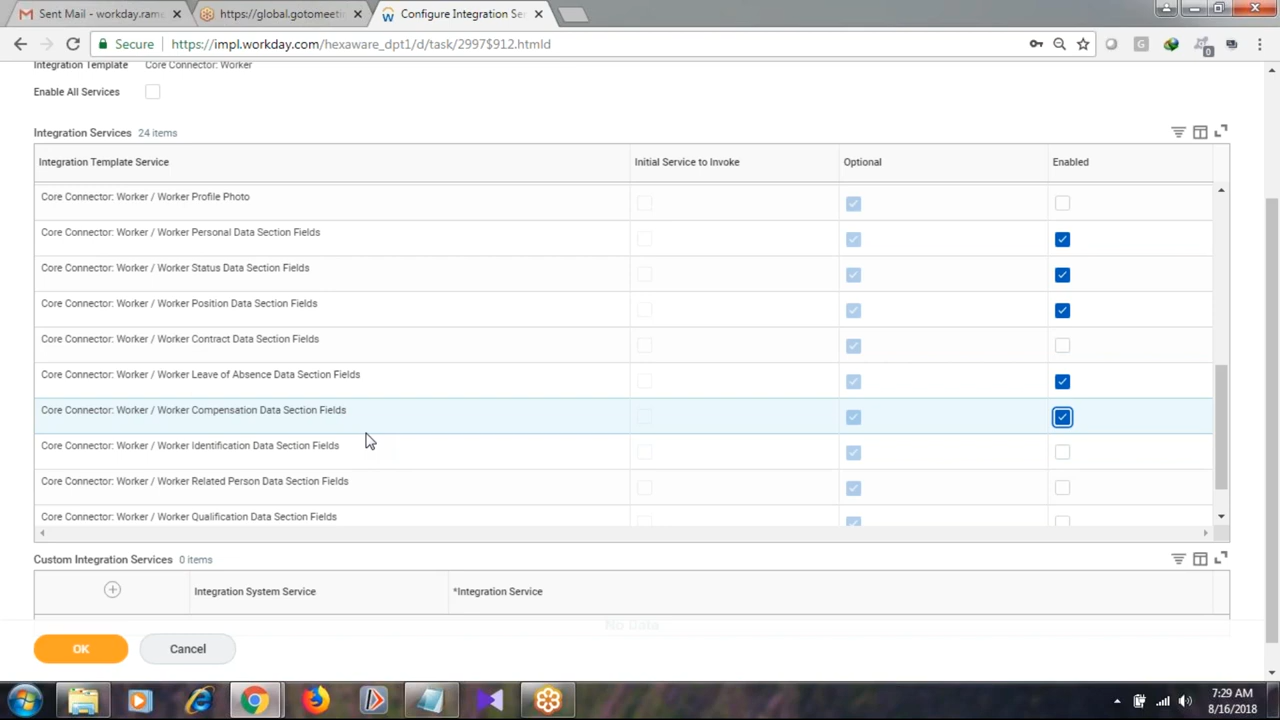 Sent Mail - workday.ram
https://global.gotomeeti
Configure Integration Se
Secure
https://impl.workday.com/hexaware_dpt1/d/task/2997$912.htmld
Integration Template Core Connector: Worker
Enable All Services
Integration Services 24 items
Integration Template Service Initial Service to Invoke Optional Enabled
Core Connector: Worker / Worker Profile Photo
Core Connector: Worker / Worker Personal Data Section Fields
Core Connector: Worker / Worker Status Data Section Fields
Core Connector: Worker / Worker Position Data Section Fields
Core Connector: Worker / Worker Contract Data Section Fields
Core Connector: Worker / Worker Leave of Absence Data Section Fields
Core Connector: Worker / Worker Compensation Data Section Fields
Core Connector: Worker / Worker Identification Data Section Fields
Core Connector: Worker / Worker Related Person Data Section Fields
Core Connector: Worker / Worker Qualification Data Section Fields
Custom Integration Services 0 items
Integration System Service *Integration Service
No Data
OK Cancel
7:29 AM
8/16/2018